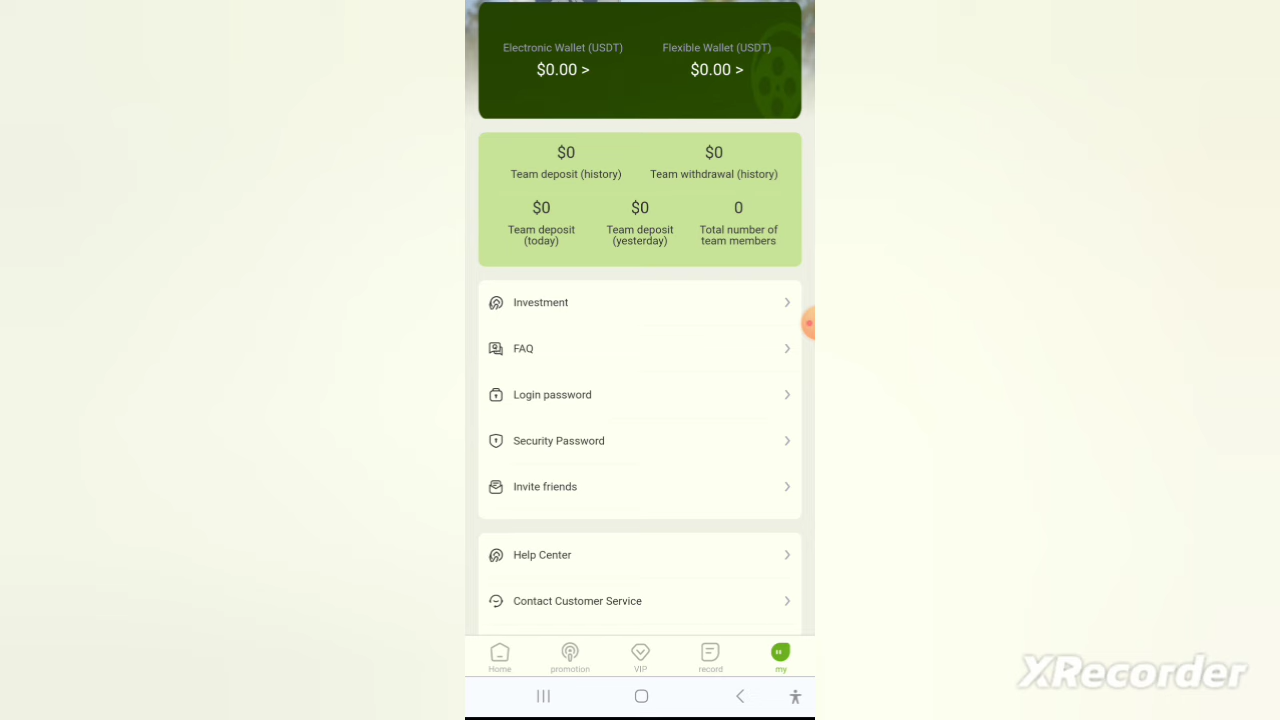 Electronic Wallet (USDT) Flexible Wallet (USDT)
$0.00 > $0.00 >
$0 $0
Team deposit (history) Team withdrawal (history)
$0 $0 0
Team deposit Team deposit Total number of
(today) (yesterday) team members
Investment
FAQ
Login password
Security Password
Invite friends
Help Center
Contact Customer Service
Home promotion VIP record my
XRecorder